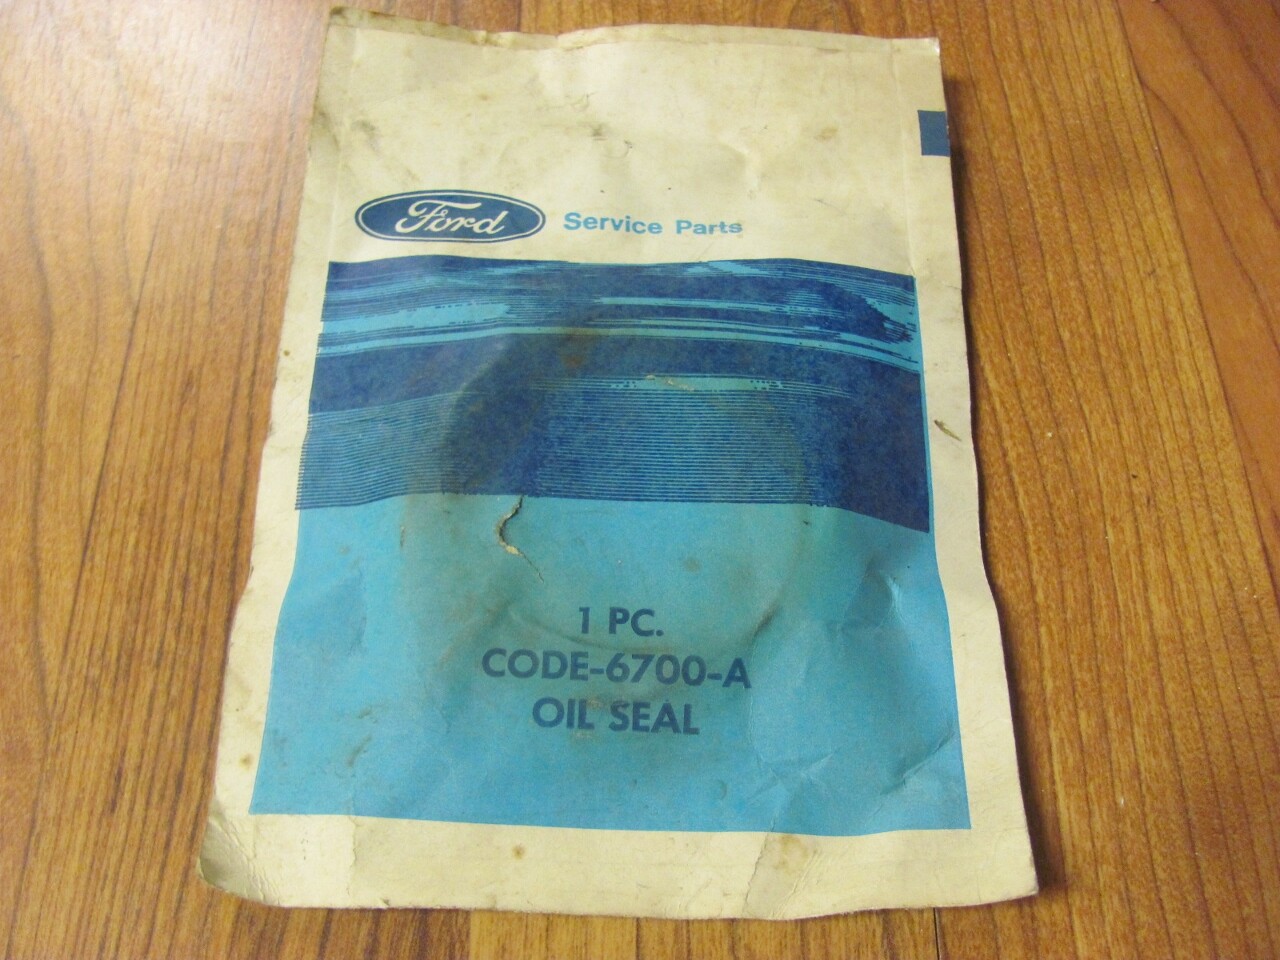 Ford Service Parts
1 PC.
CODE-6700-A
OIL SEAL